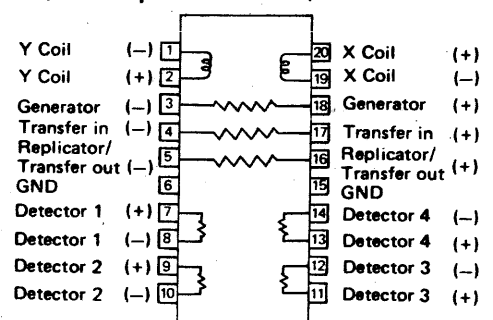 Y Coil (–) 1
Y Coil (+) 2
Generator (–) 3
Transfer in (–) 4
Replicator/
Transfer out (–) 5
GND 6
Detector 1 (+) 7
Detector 1 (–) 8
Detector 2 (+) 9
Detector 2 (–) 10
20 X Coil (+)
19 X Coil (–)
18 Generator (+)
17 Transfer in (+)
16 Replicator/
Transfer out (+)
15 GND
14 Detector 4 (–)
13 Detector 4 (+)
12 Detector 3 (–)
11 Detector 3 (+)